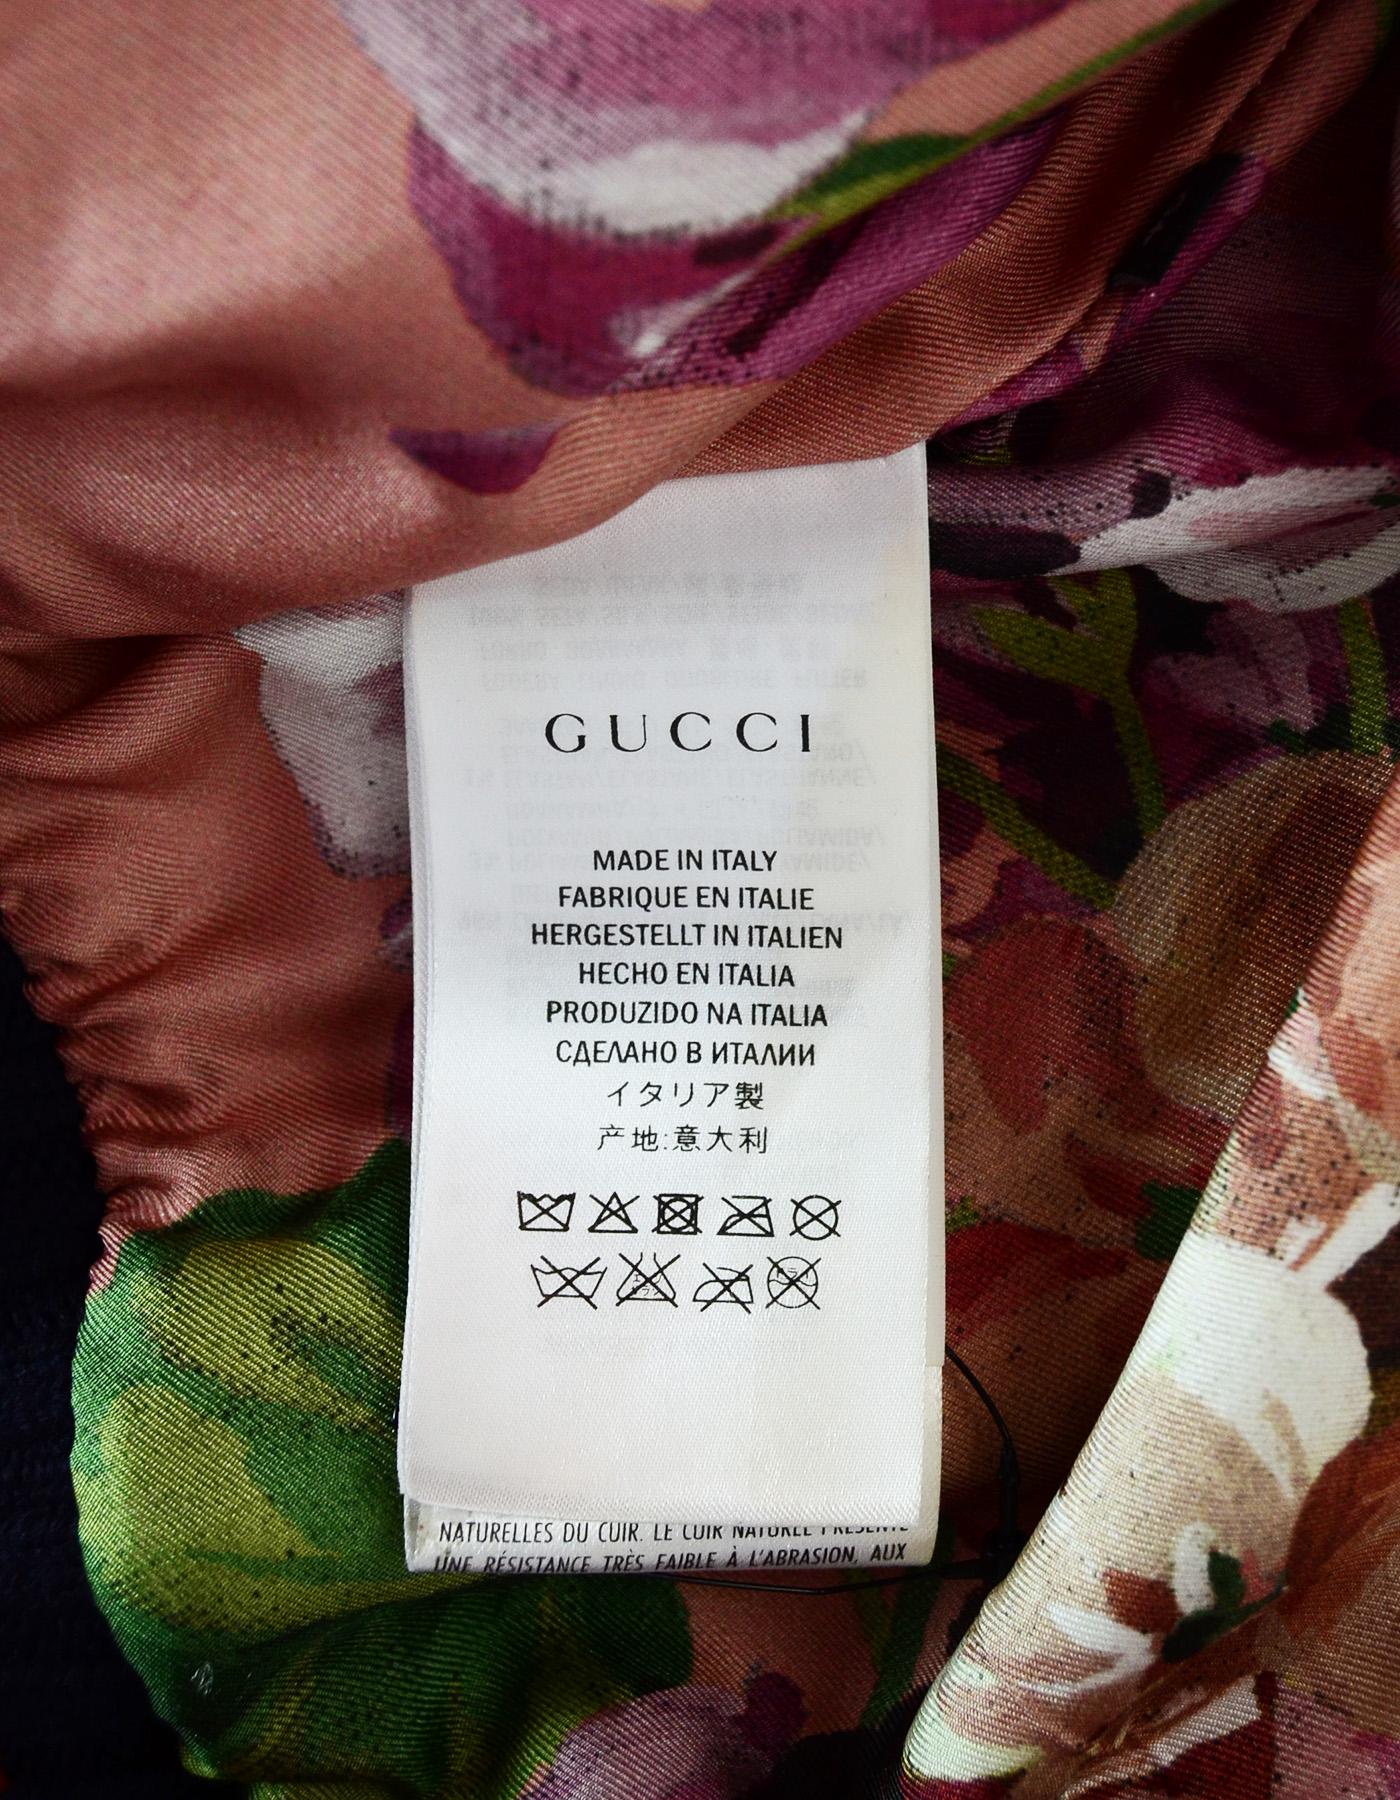 GUCCI
MADE IN ITALY
FABRIQUE EN ITALIE
HERGESTELLT IN ITALIEN
HECHO EN ITALIA
PRODUZIDO NA ITALIA
СДЕЛАНО В ИТАЛИИ
イタリア製
产地:意大利
NATURELLES DU CUIR. LE CUIR NATUREL PRÉSENTE
UNE RÉSISTANCE TRÈS FAIBLE À L'ABRASION, AUX